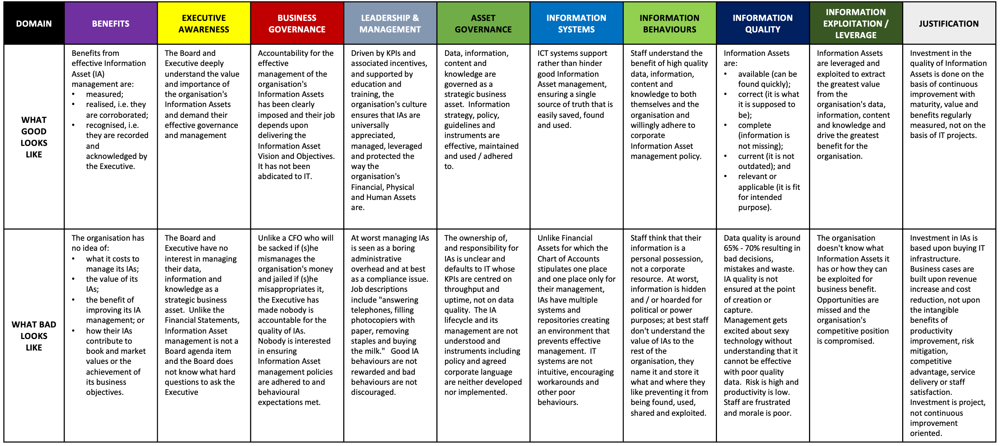 DOMAIN
BENEFITS
EXECUTIVE
AWARENESS
BUSINESS
GOVERNANCE
LEADERSHIP &
MANAGEMENT
ASSET
GOVERNANCE
INFORMATION
SYSTEMS
INFORMATION
BEHAVIOURS
INFORMATION
QUALITY
INFORMATION
EXPLOITATION /
LEVERAGE
JUSTIFICATION
WHAT
GOOD
LOOKS
LIKE
Benefits from
effective Information
Asset (IA)
management are:
• measured;
• realised, i.e. they
are corroborated;
• recognised, i.e.
they are recorded
and
acknowledged by
the Executive.
The Board and
Executive deeply
understand the value
and importance of
the organisation's
Information Assets
and demand their
effective governance
and management
Accountability for the
effective
management of the
organisation's
Information Assets
has been clearly
imposed and their job
depends upon
delivering the
Information Asset
Vision and Objectives.
It has not been
abdicated to IT.
Driven by KPIs and
associated incentives,
and supported by
education and
training, the
organisation's culture
ensures that IAs are
universally
appreciated,
managed, leveraged
and protected the
way the
organisation's
Financial, Physical
and Human Assets
are.
Data, information,
content and
knowledge are
governed as a
strategic business
asset.  Information
strategy, policy,
guidelines and
instruments are
effective, maintained
and used / adhered
to.
ICT systems support
rather than hinder
good Information
Asset management,
ensuring a single
source of truth that is
easily saved, found
and used.
Staff understand the
benefit of high quality
data, information,
content and
knowledge to both
themselves and the
organisation and
willingly adhere to
corporate
Information Asset
management policy.
Information Assets
are:
• available (can be
found quickly);
• correct (it is what
it is supposed to
be);
• complete
(information is
not missing);
• current (it is not
outdated); and
• relevant or
applicable (it is fit
for intended
purpose).
Information Assets
are leveraged and
exploited to extract
the greatest value
from the
organisation's data,
information, content
and knowledge and
drive the greatest
benefit for the
organisation.
Investment in the
quality of Information
Assets is done on the
basis of continuous
improvement with
maturity, value and
benefits regularly
measured, not on the
basis of IT projects.
WHAT BAD
LOOKS
LIKE
The organisation has
no idea of:
• what it costs to
manage its IAs;
• the value of its
IAs;
• the benefit of
improving its IA
management; or
• how their IAs
contribute to
book and market
values or the
achievement of
its business
objectives.
The Board and
Executive have no
interest in managing
their data,
information and
knowledge as a
strategic business
asset.  Unlike the
Financial Statements,
Information Asset
management is not a
Board agenda item
and the Board does
not know what hard
questions to ask the
Executive
Unlike a CFO who will
be sacked if (s)he
mismanages the
organisation's money
and jailed if (s)he
misappropriates it,
the Executive has
made nobody is
accountable for the
quality of IAs.
Nobody is interested
in ensuring
Information Asset
management policies
are adhered to and
behavioural
expectations met.
At worst managing IAs
is seen as a boring
administrative
overhead and at best
as a compliance issue.
Job descriptions
include "answering
telephones, filling
photocopiers with
paper, removing
staples and buying
the milk."  Good IA
behaviours are not
rewarded and bad
behaviours are not
discouraged.
The ownership of,
and responsibility for
IAs is unclear and
defaults to IT whose
KPIs are centred on
throughput and
uptime, not on data
quality.  The IA
lifecycle and its
management are not
understood and
instruments including
policy and agreed
corporate language
are neither developed
nor implemented.
Unlike Financial
Assets for which the
Chart of Accounts
stipulates one place
and one place only for
their management,
IAs have multiple
systems and
repositories creating
an environment that
prevents effective
management.  IT
systems are not
intuitive, encouraging
workarounds and
other poor
behaviours.
Staff think that their
information is a
personal possession,
not a corporate
resource.  At worst,
information is hidden
and / or hoarded for
political or power
purposes; at best staff
don't understand the
value of IAs to the
rest of the
organisation, they
name it and store it
what and where they
like preventing it from
being found, used,
shared and exploited.
Data quality is around
65% - 70% resulting in
bad decisions,
mistakes and waste.
IA quality is not
ensured at the point
of creation or
capture.
Management gets
excited about sexy
technology without
understanding that it
cannot be effective
with poor quality
data.  Risk is high and
productivity is low.
Staff are frustrated
and morale is poor.
The organisation
doesn't know what
Information Assets it
has or how they can
be exploited for
business benefit.
Opportunities are
missed and the
organisation's
competitive position
is compromised.
Investment in IAs is
based upon buying IT
infrastructure.
Business cases are
built upon revenue
increase and cost
reduction, not upon
the intangible
benefits of
productivity
improvement, risk
mitigation,
competitive
advantage, service
delivery or staff
satisfaction.
Investment is project,
not continuous
improvement
oriented.